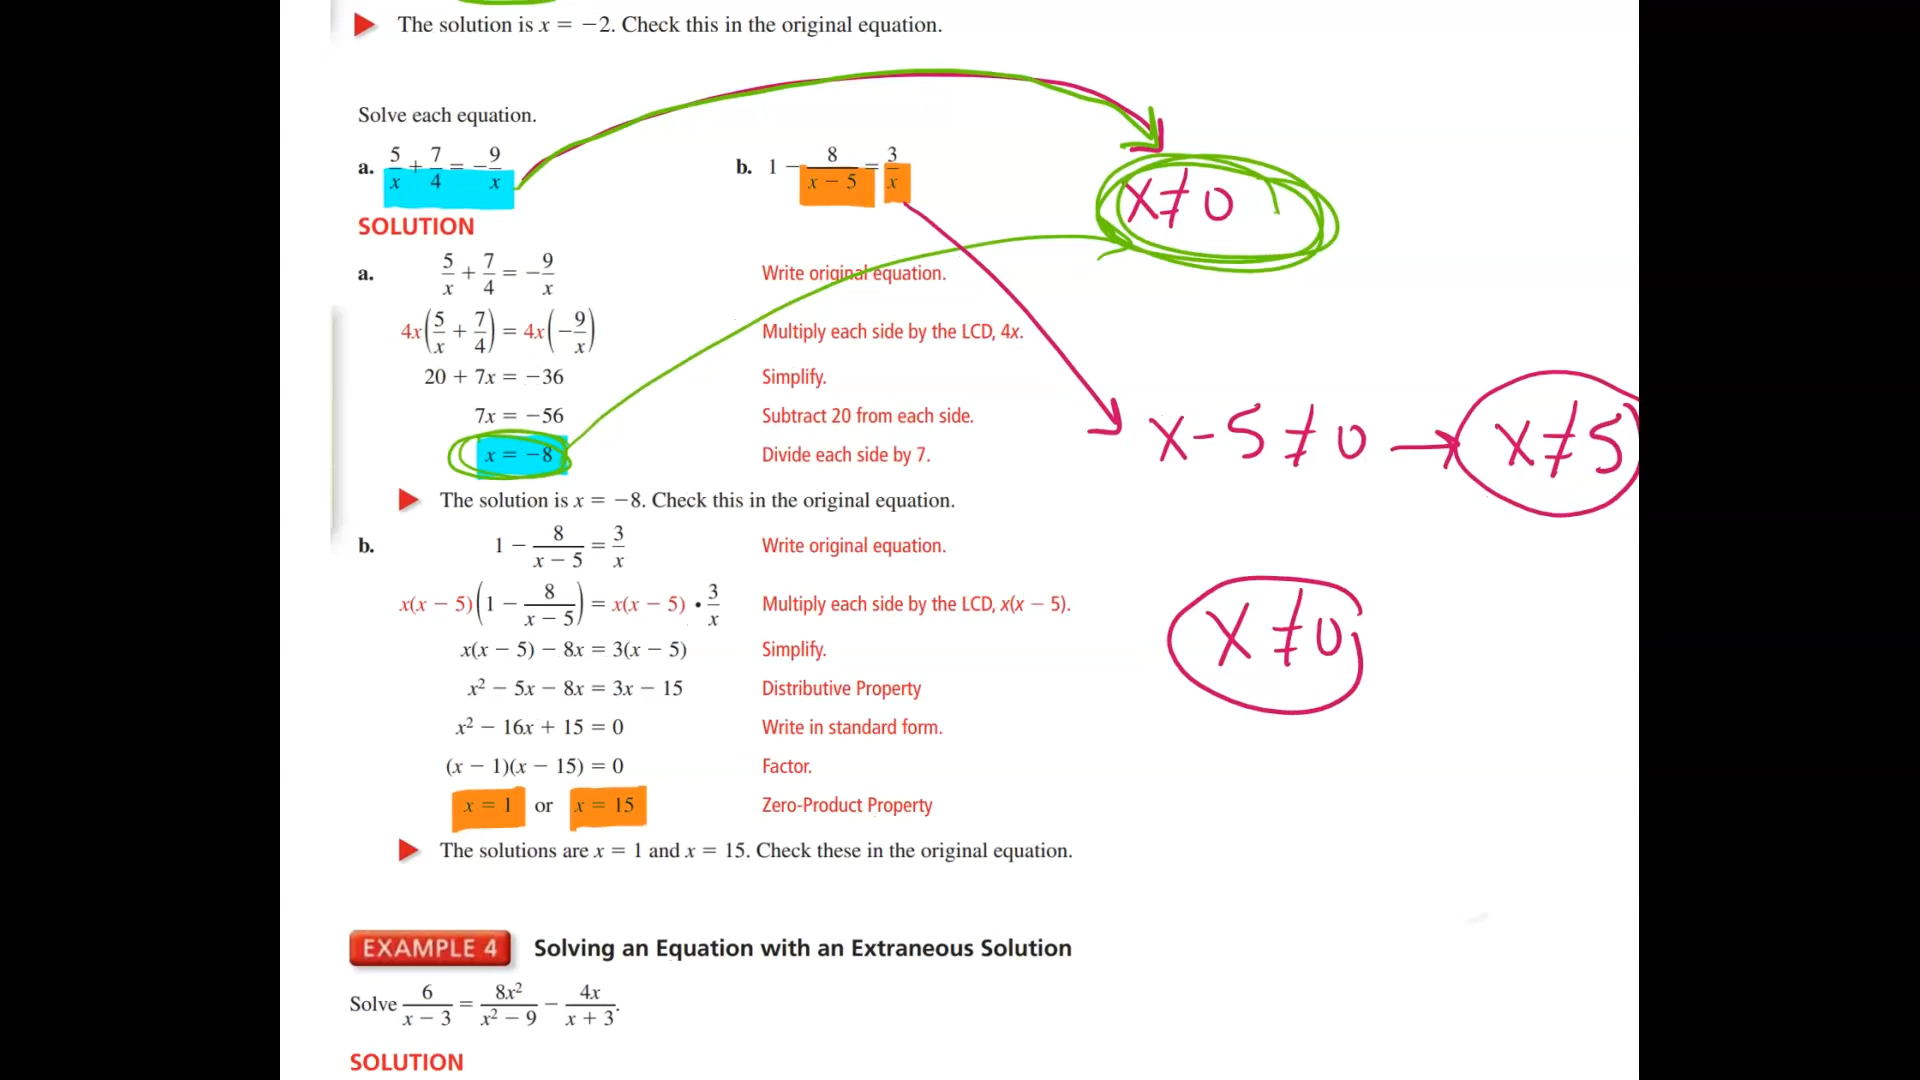 The solution is x = −2. Check this in the original equation.
Solve each equation.
a. 5/x + 7/4 = −9/x b. 1 − 8/(x − 5) = 3/x
x ≠ 0
SOLUTION
a. 5/x + 7/4 = −9/x Write original equation.
4x(5/x + 7/4) = 4x(−9/x) Multiply each side by the LCD, 4x.
20 + 7x = −36 Simplify.
7x = −56 Subtract 20 from each side.
x − 5 ≠ 0 → x ≠ 5
x = −8 Divide each side by 7.
The solution is x = −8. Check this in the original equation.
b. 1 − 8/(x − 5) = 3/x Write original equation.
x(x − 5)(1 − 8/(x − 5)) = x(x − 5) • 3/x Multiply each side by the LCD, x(x − 5).
x ≠ 0
x(x − 5) − 8x = 3(x − 5) Simplify.
x² − 5x − 8x = 3x − 15 Distributive Property
x² − 16x + 15 = 0 Write in standard form.
(x − 1)(x − 15) = 0 Factor.
x = 1 or x = 15 Zero-Product Property
The solutions are x = 1 and x = 15. Check these in the original equation.
EXAMPLE 4 Solving an Equation with an Extraneous Solution
Solve 6/(x − 3) = 8x²/(x² − 9) − 4x/(x + 3).
SOLUTION